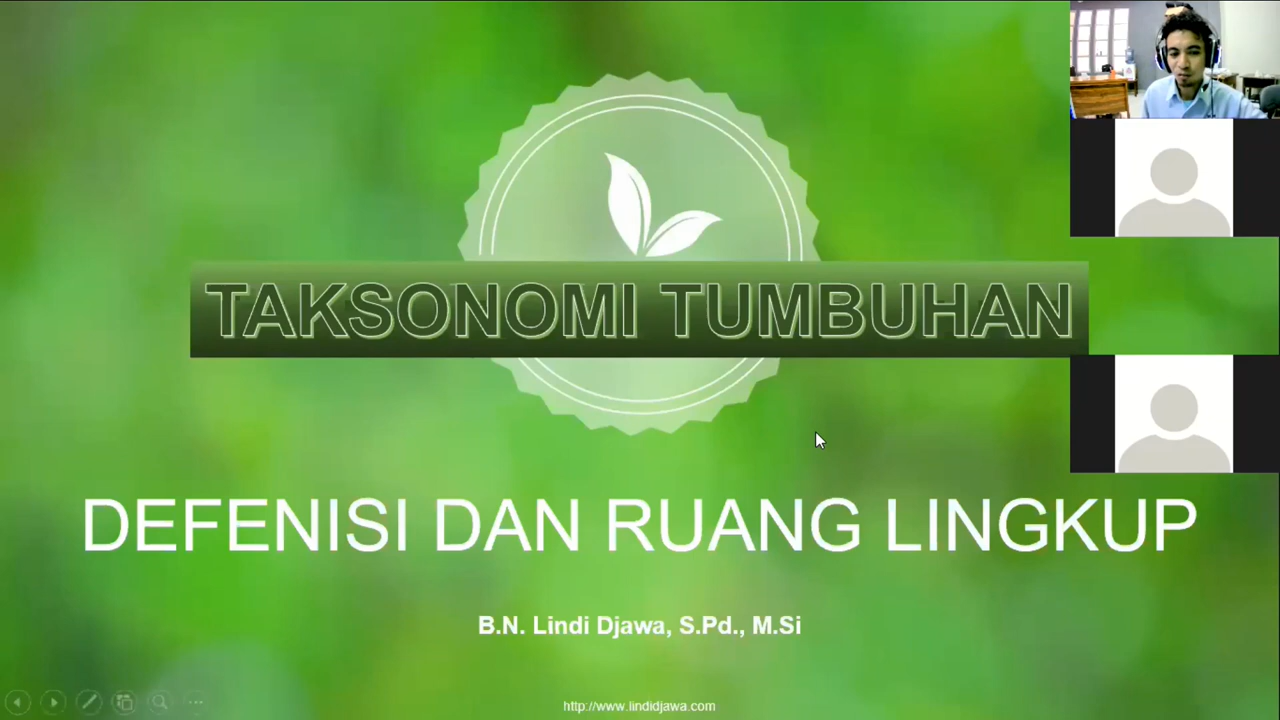 TAKSONOMI TUMBUHAN
DEFENISI DAN RUANG LINGKUP
B.N. Lindi Djawa, S.Pd., M.Si
http://www.lindidjawa.com